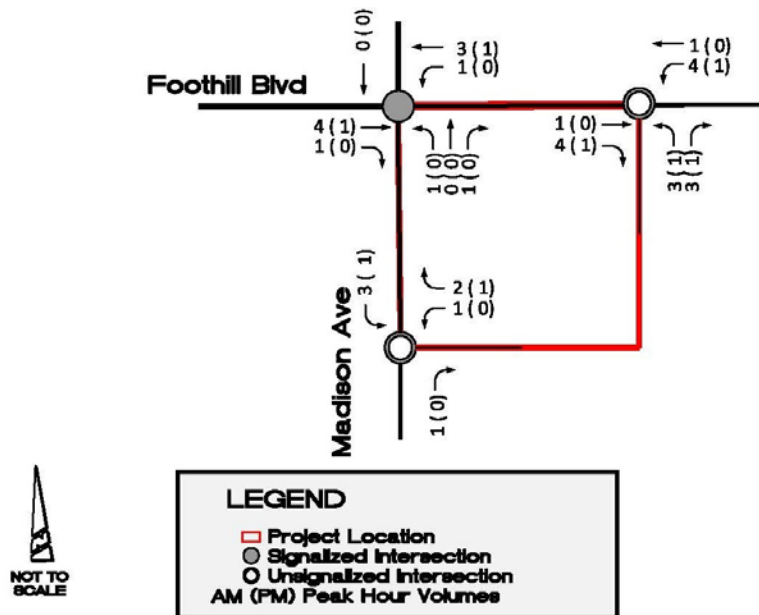 0 (0)
3 (1)
1 (0)
1 (0)
4 (1)
Foothill Blvd
4 (1)
1 (0)
1 (0)
0 (0)
1 (0)
1 (0)
4 (1)
3 (1)
3 (1)
3 (1)
2 (1)
1 (0)
Madison Ave
1 (0)
LEGEND
Project Location
Signalized Intersection
Unsignalized Intersection
AM (PM) Peak Hour Volumes
NOT TO
SCALE